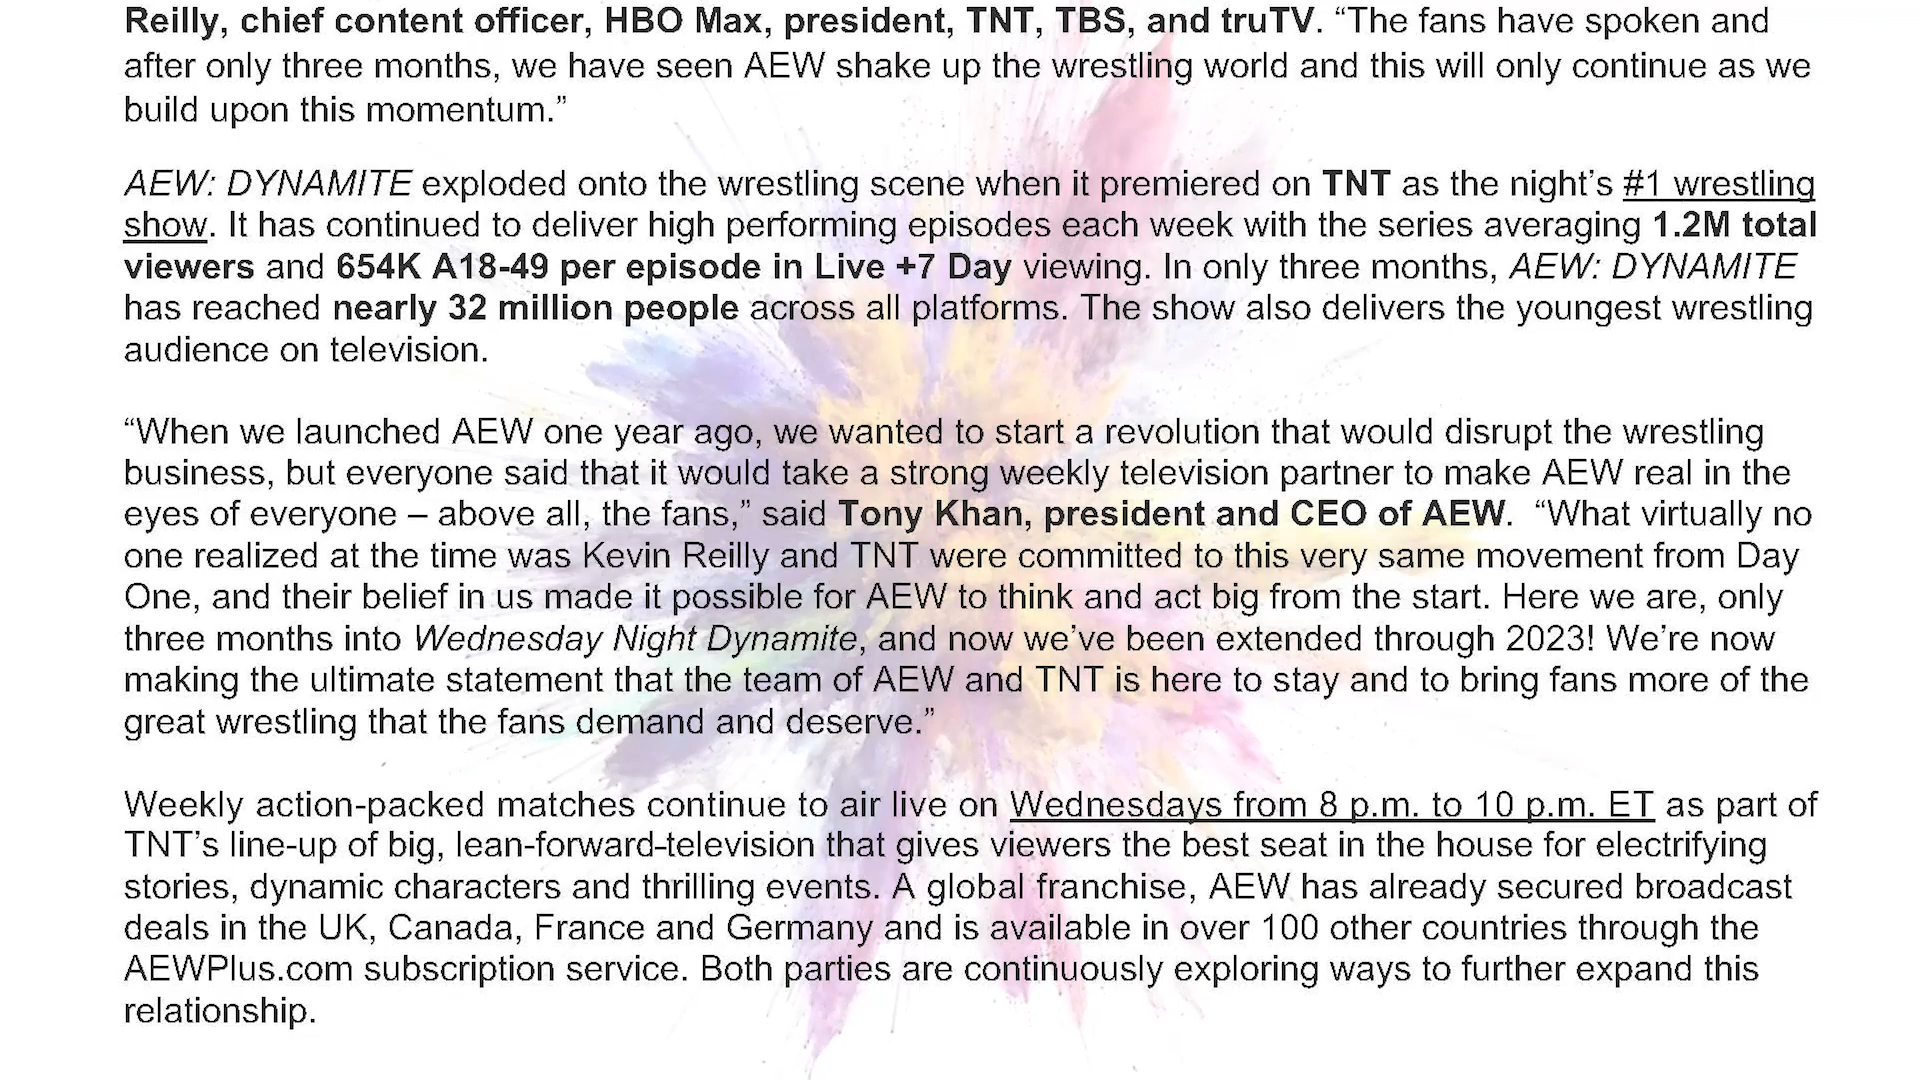 Reilly, chief content officer, HBO Max, president, TNT, TBS, and truTV. “The fans have spoken and
after only three months, we have seen AEW shake up the wrestling world and this will only continue as we
build upon this momentum.”
AEW: DYNAMITE exploded onto the wrestling scene when it premiered on TNT as the night’s #1 wrestling
show. It has continued to deliver high performing episodes each week with the series averaging 1.2M total
viewers and 654K A18-49 per episode in Live +7 Day viewing. In only three months, AEW: DYNAMITE
has reached nearly 32 million people across all platforms. The show also delivers the youngest wrestling
audience on television.
“When we launched AEW one year ago, we wanted to start a revolution that would disrupt the wrestling
business, but everyone said that it would take a strong weekly television partner to make AEW real in the
eyes of everyone – above all, the fans,” said Tony Khan, president and CEO of AEW.  “What virtually no
one realized at the time was Kevin Reilly and TNT were committed to this very same movement from Day
One, and their belief in us made it possible for AEW to think and act big from the start. Here we are, only
three months into Wednesday Night Dynamite, and now we’ve been extended through 2023! We’re now
making the ultimate statement that the team of AEW and TNT is here to stay and to bring fans more of the
great wrestling that the fans demand and deserve.”
Weekly action-packed matches continue to air live on Wednesdays from 8 p.m. to 10 p.m. ET as part of
TNT’s line-up of big, lean-forward-television that gives viewers the best seat in the house for electrifying
stories, dynamic characters and thrilling events. A global franchise, AEW has already secured broadcast
deals in the UK, Canada, France and Germany and is available in over 100 other countries through the
AEWPlus.com subscription service. Both parties are continuously exploring ways to further expand this
relationship.